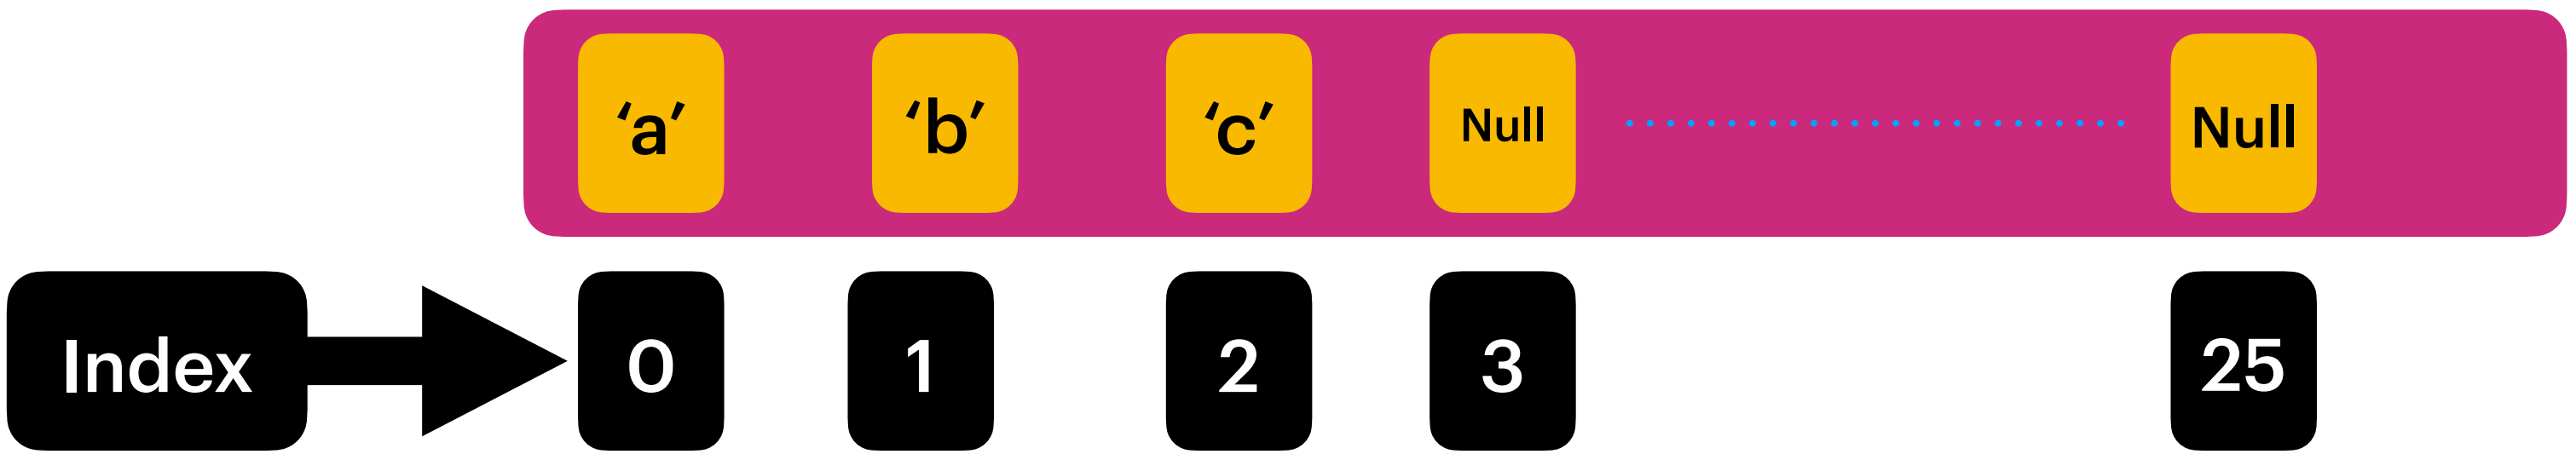 ‘a’ ‘b’ ‘c’ Null Null
Index 0 1 2 3 25